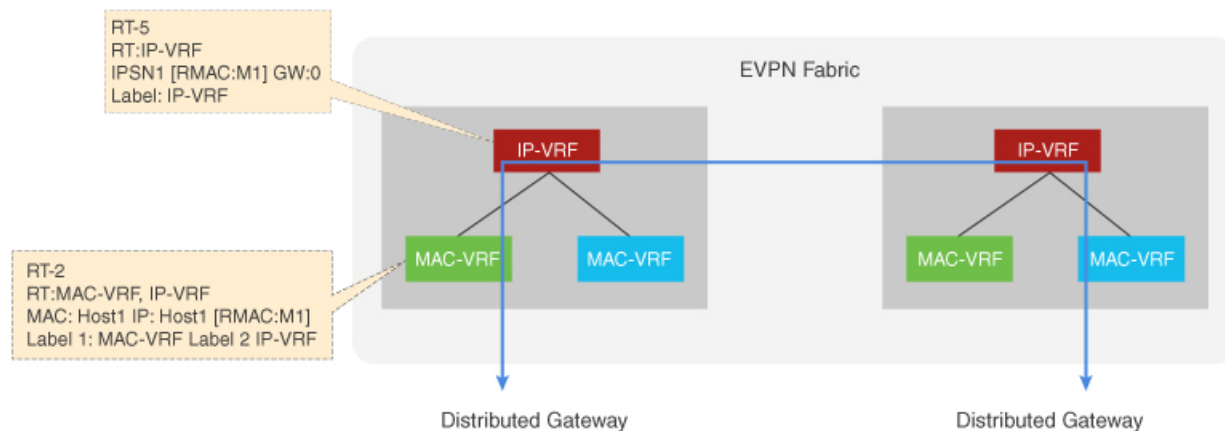 RT-5
RT:IP-VRF
IPSN1 [RMAC:M1] GW:0
Label: IP-VRF
EVPN Fabric
IP-VRF
IP-VRF
MAC-VRF
MAC-VRF
MAC-VRF
MAC-VRF
RT-2
RT:MAC-VRF, IP-VRF
MAC: Host1 IP: Host1 [RMAC:M1]
Label 1: MAC-VRF Label 2 IP-VRF
Distributed Gateway
Distributed Gateway